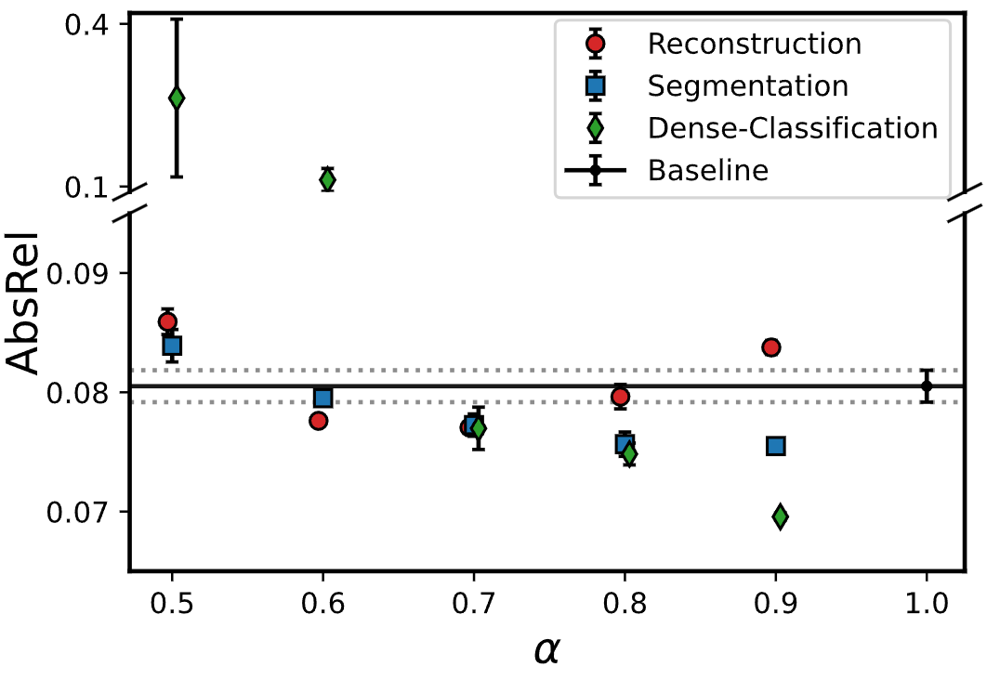 0.4
0.1
0.09
0.08
0.07
AbsRel
Reconstruction
Segmentation
Dense-Classification
Baseline
0.5 0.6 0.7 0.8 0.9 1.0
α